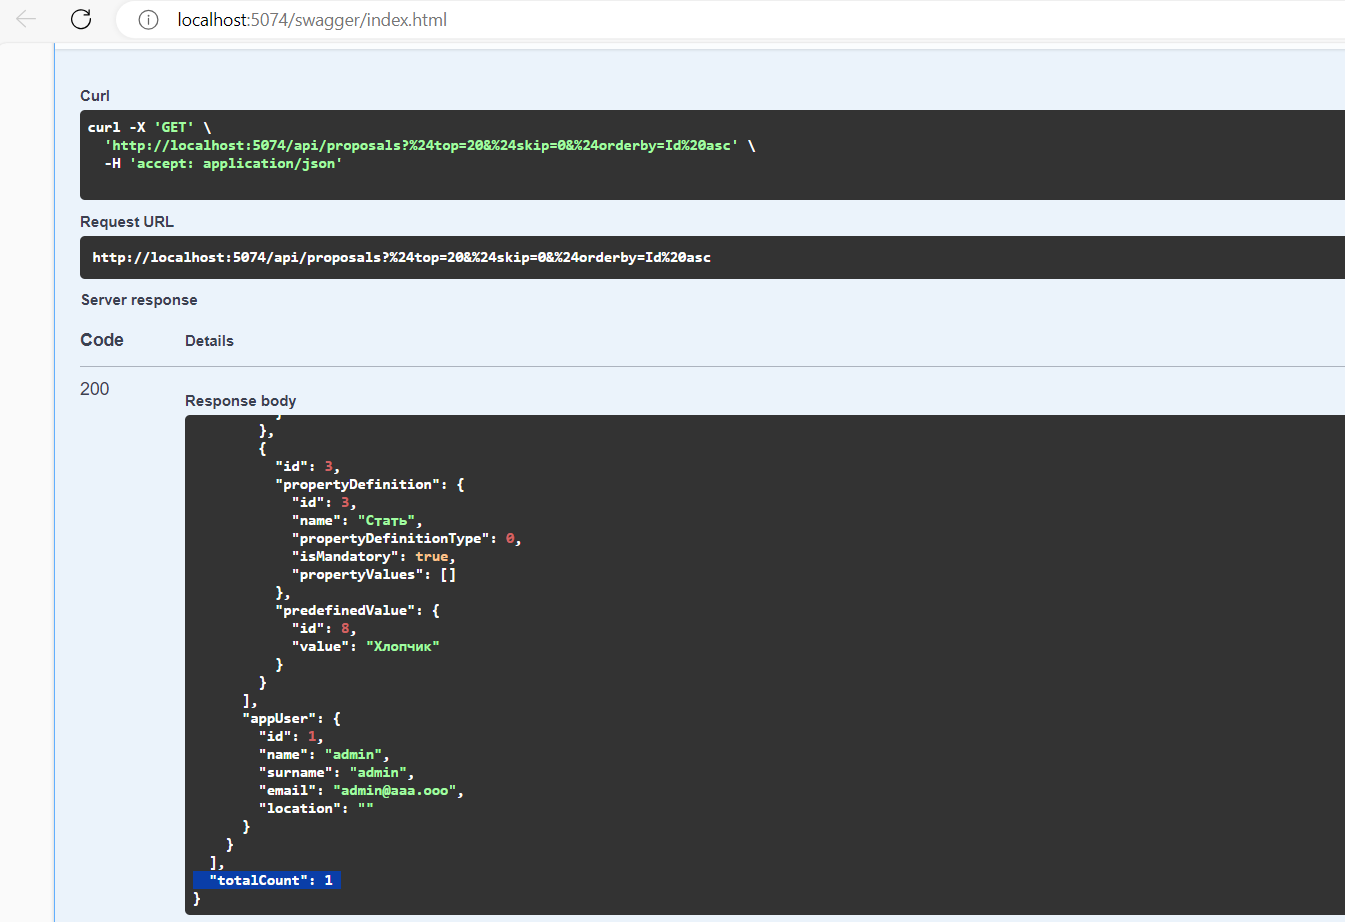 localhost:5074/swagger/index.html
Curl
curl -X 'GET' \
  'http://localhost:5074/api/proposals?%24top=20&%24skip=0&%24orderby=Id%20asc' \
  -H 'accept: application/json'
Request URL
http://localhost:5074/api/proposals?%24top=20&%24skip=0&%24orderby=Id%20asc
Server response
Code Details
200
Response body
          }
        },
        {
          "id": 3,
          "propertyDefinition": {
            "id": 3,
            "name": "Стать",
            "propertyDefinitionType": 0,
            "isMandatory": true,
            "propertyValues": []
          },
          "predefinedValue": {
            "id": 8,
            "value": "Хлопчик"
          }
        }
      ],
      "appUser": {
        "id": 1,
        "name": "admin",
        "surname": "admin",
        "email": "admin@aaa.ooo",
        "location": ""
      }
    }
  ],
  "totalCount": 1
}